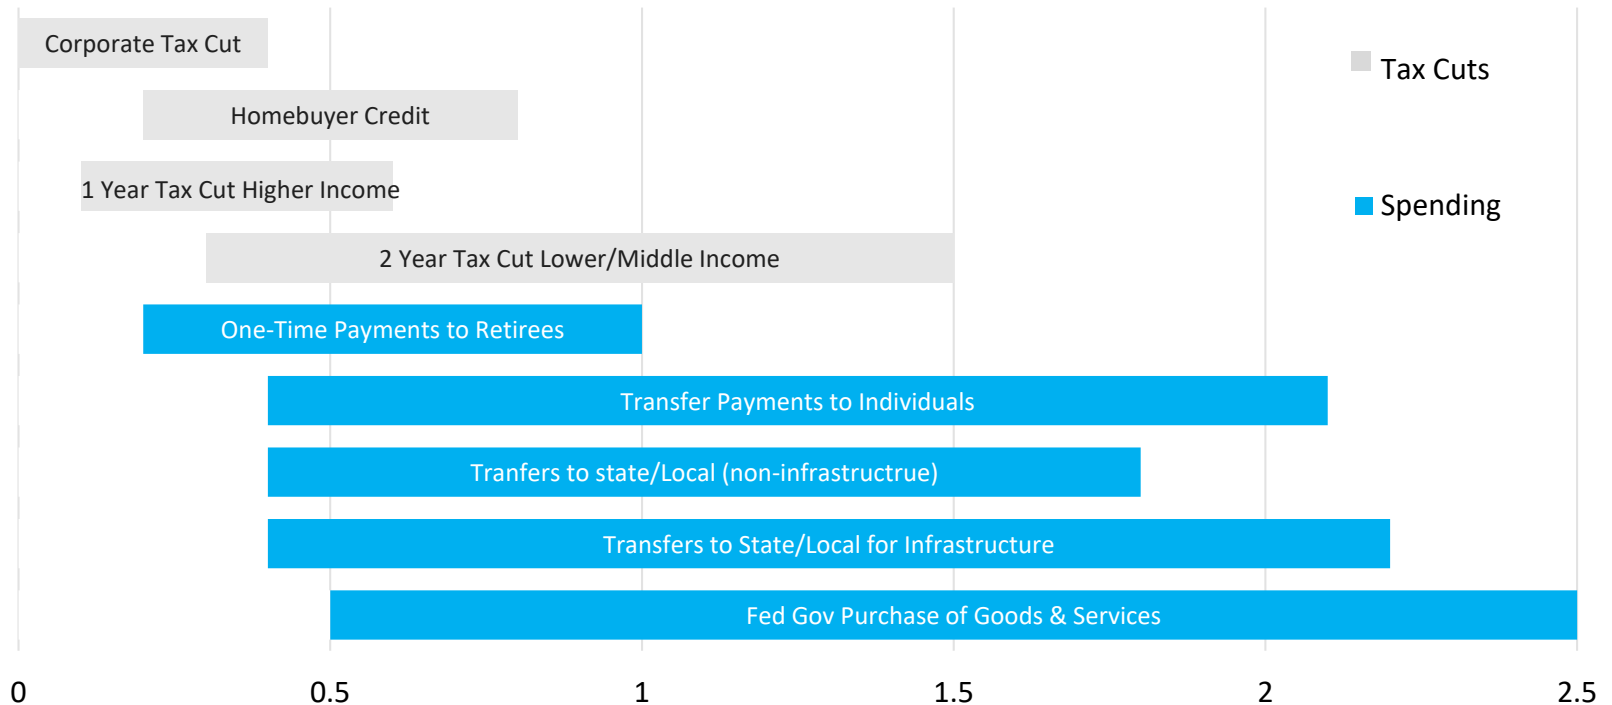 Corporate Tax Cut
Tax Cuts
Homebuyer Credit
1 Year Tax Cut Higher Income
Spending
2 Year Tax Cut Lower/Middle Income
One-Time Payments to Retirees
Transfer Payments to Individuals
Tranfers to state/Local (non-infrastructrue)
Transfers to State/Local for Infrastructure
Fed Gov Purchase of Goods & Services
0 0.5 1 1.5 2 2.5